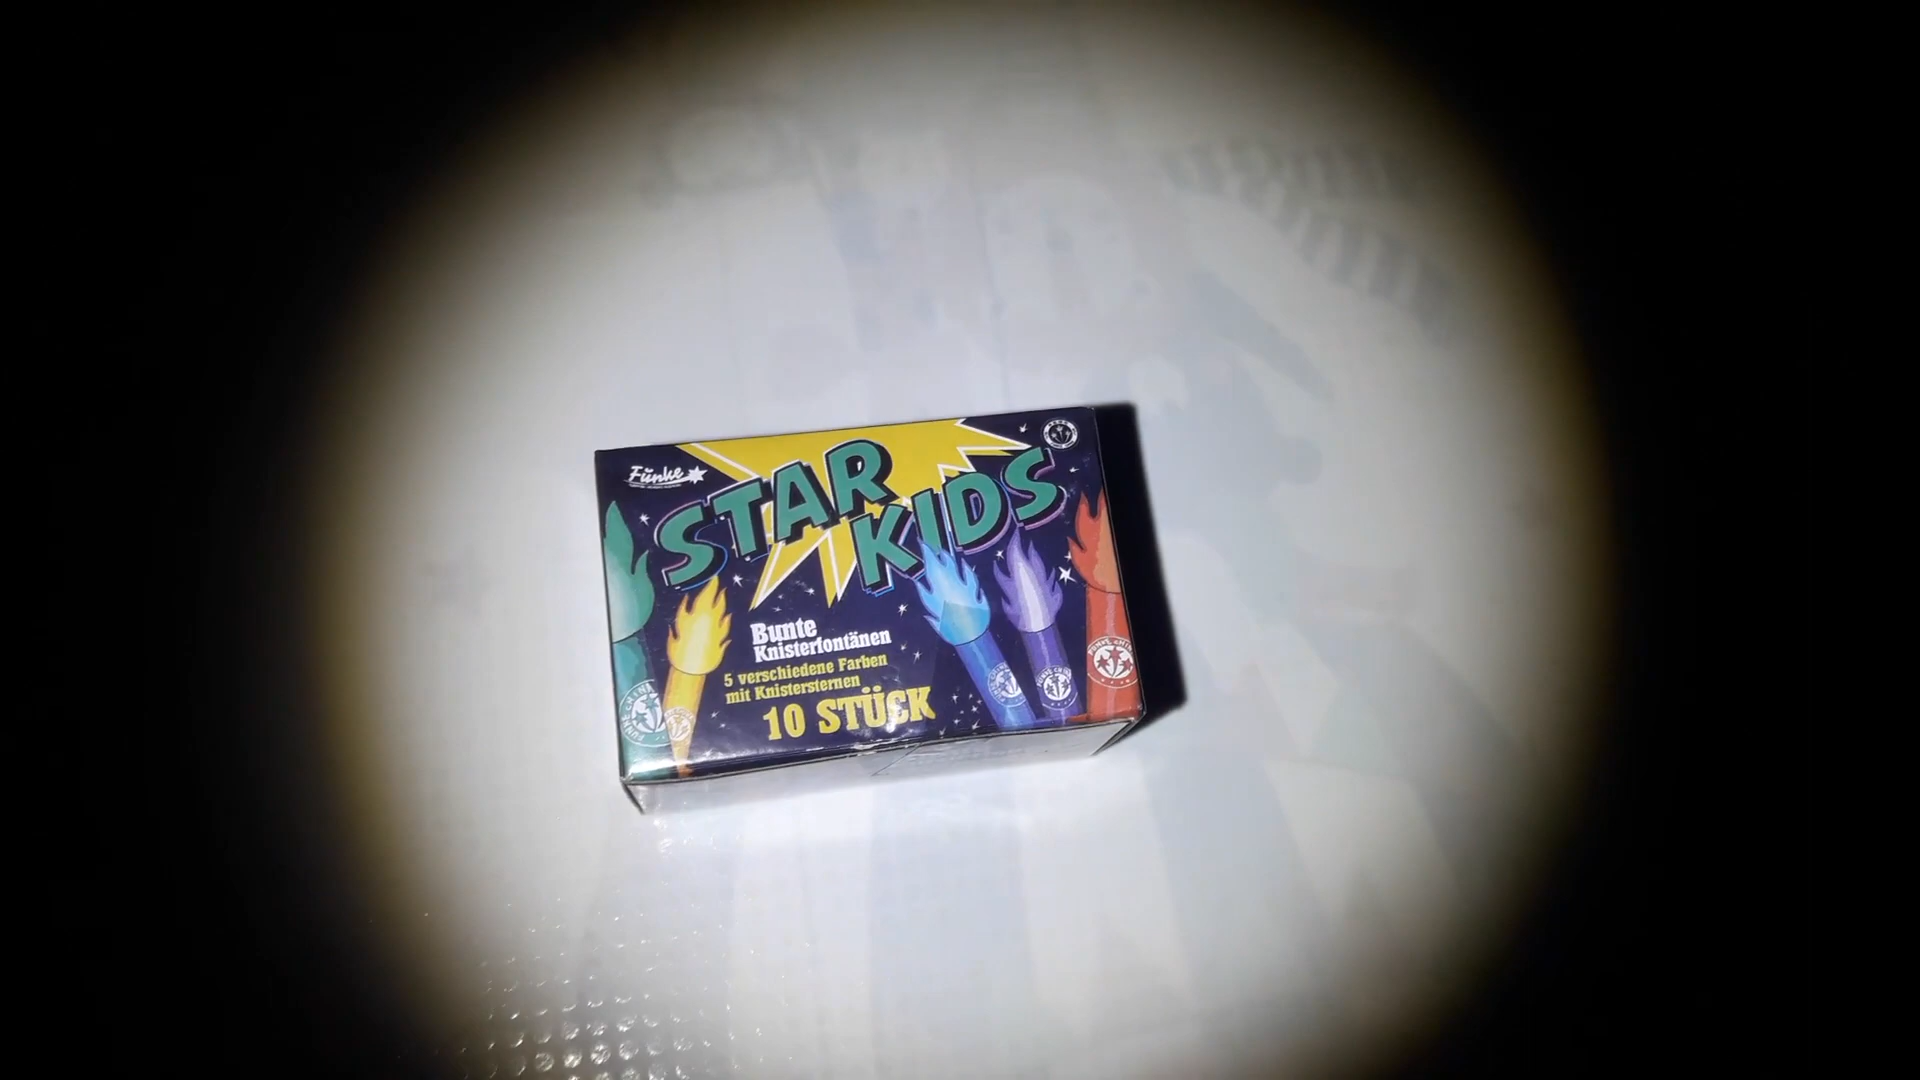 Funke
STAR
KIDS
Bunte
Knisterfontänen
5 verschiedene Farben
mit Knistersternen
10 STÜCK